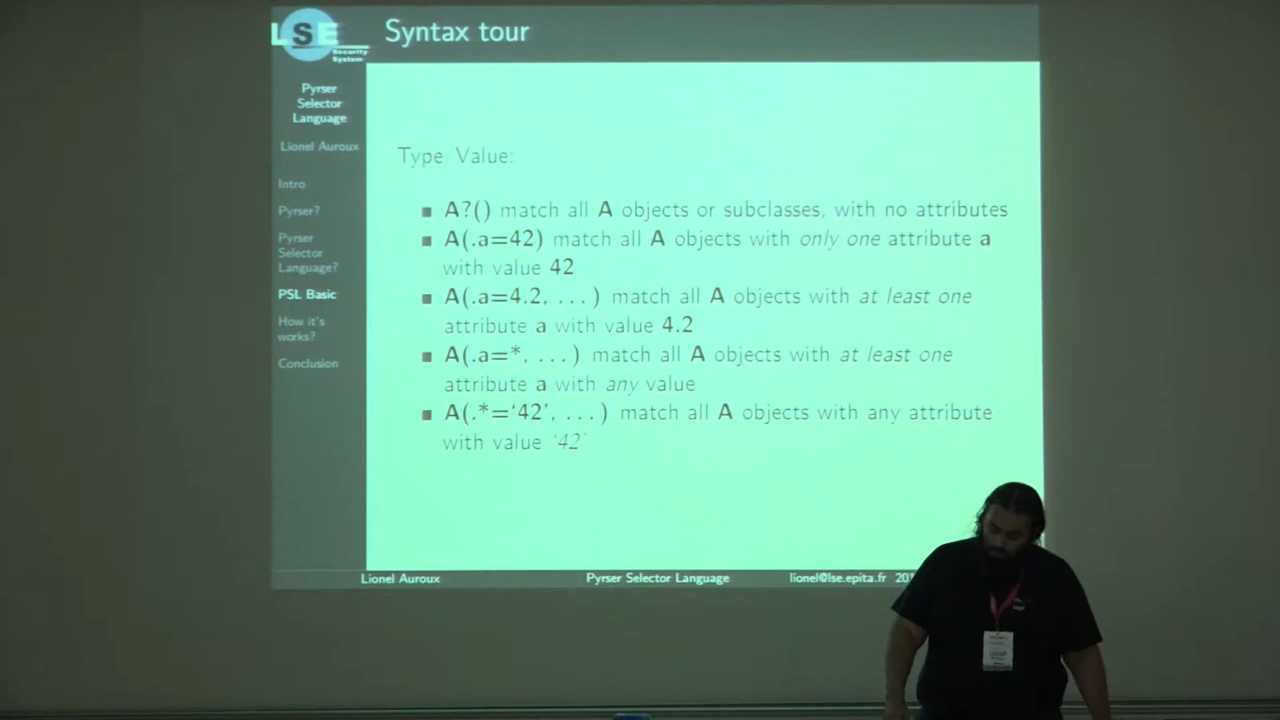 LSE
Security
System
Syntax tour
Pyrser
Selector
Language
Lionel Auroux
Intro
Pyrser?
Pyrser
Selector
Language?
PSL Basic
How it's
works?
Conclusion
Type/Value:
A?() match all A objects or subclasses, with no attributes
A(.a=42) match all A objects with only one attribute a
with value 42
A(.a=4.2, ...) match all A objects with at least one
attribute a with value 4.2
A(.a=*, ...) match all A objects with at least one
attribute a with any value
A(.*=‘42’, ...) match all A objects with any attribute
with value ‘42’
Lionel Auroux
Pyrser Selector Language
lionel@lse.epita.fr